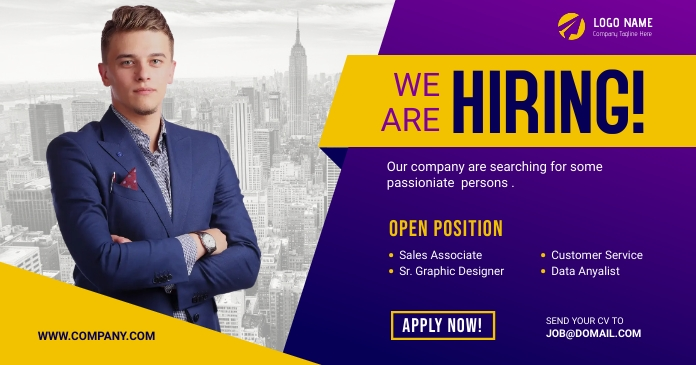 LOGO NAME
Company Tagline Here
WE
ARE
HIRING!
Our company are searching for some
passioniate persons .
OPEN POSITION
Sales Associate
Sr. Graphic Designer
Customer Service
Data Anyalist
APPLY NOW!
SEND YOUR CV TO
JOB@DOMAIL.COM
WWW.COMPANY.COM